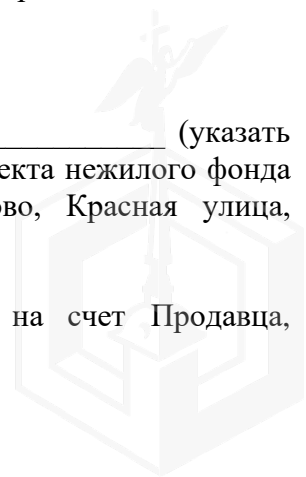 ____________ (указать
екта нежилого фонда
ово, Красная улица,
на счет Продавца,